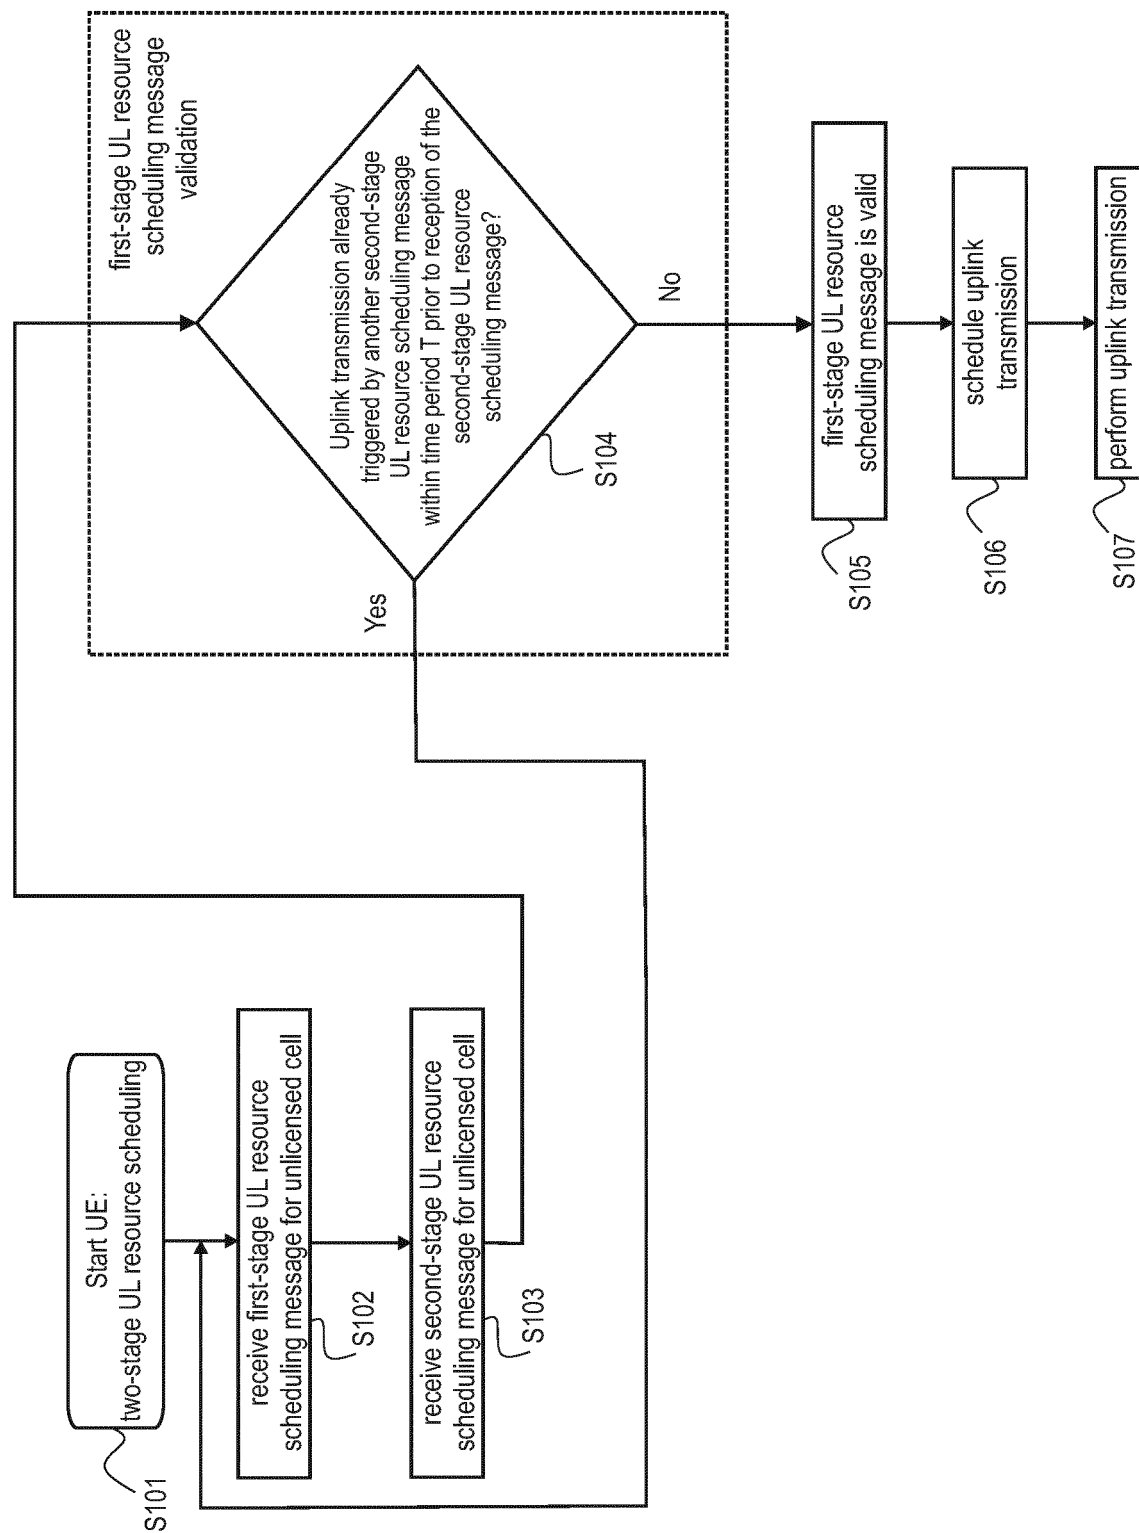 Start UE:
two-stage UL resource scheduling
S101
receive first-stage UL resource
scheduling message for unlicensed cell
S102
receive second-stage UL resource
scheduling message for unlicensed cell
S103
first-stage UL resource
scheduling message
validation
Uplink transmission already
triggered by another second-stage
UL resource scheduling message
within time period T prior to reception of the
second-stage UL resource
scheduling message?
S104
Yes
No
first-stage UL resource
scheduling message is valid
S105
schedule uplink
transmission
S106
perform uplink transmission
S107